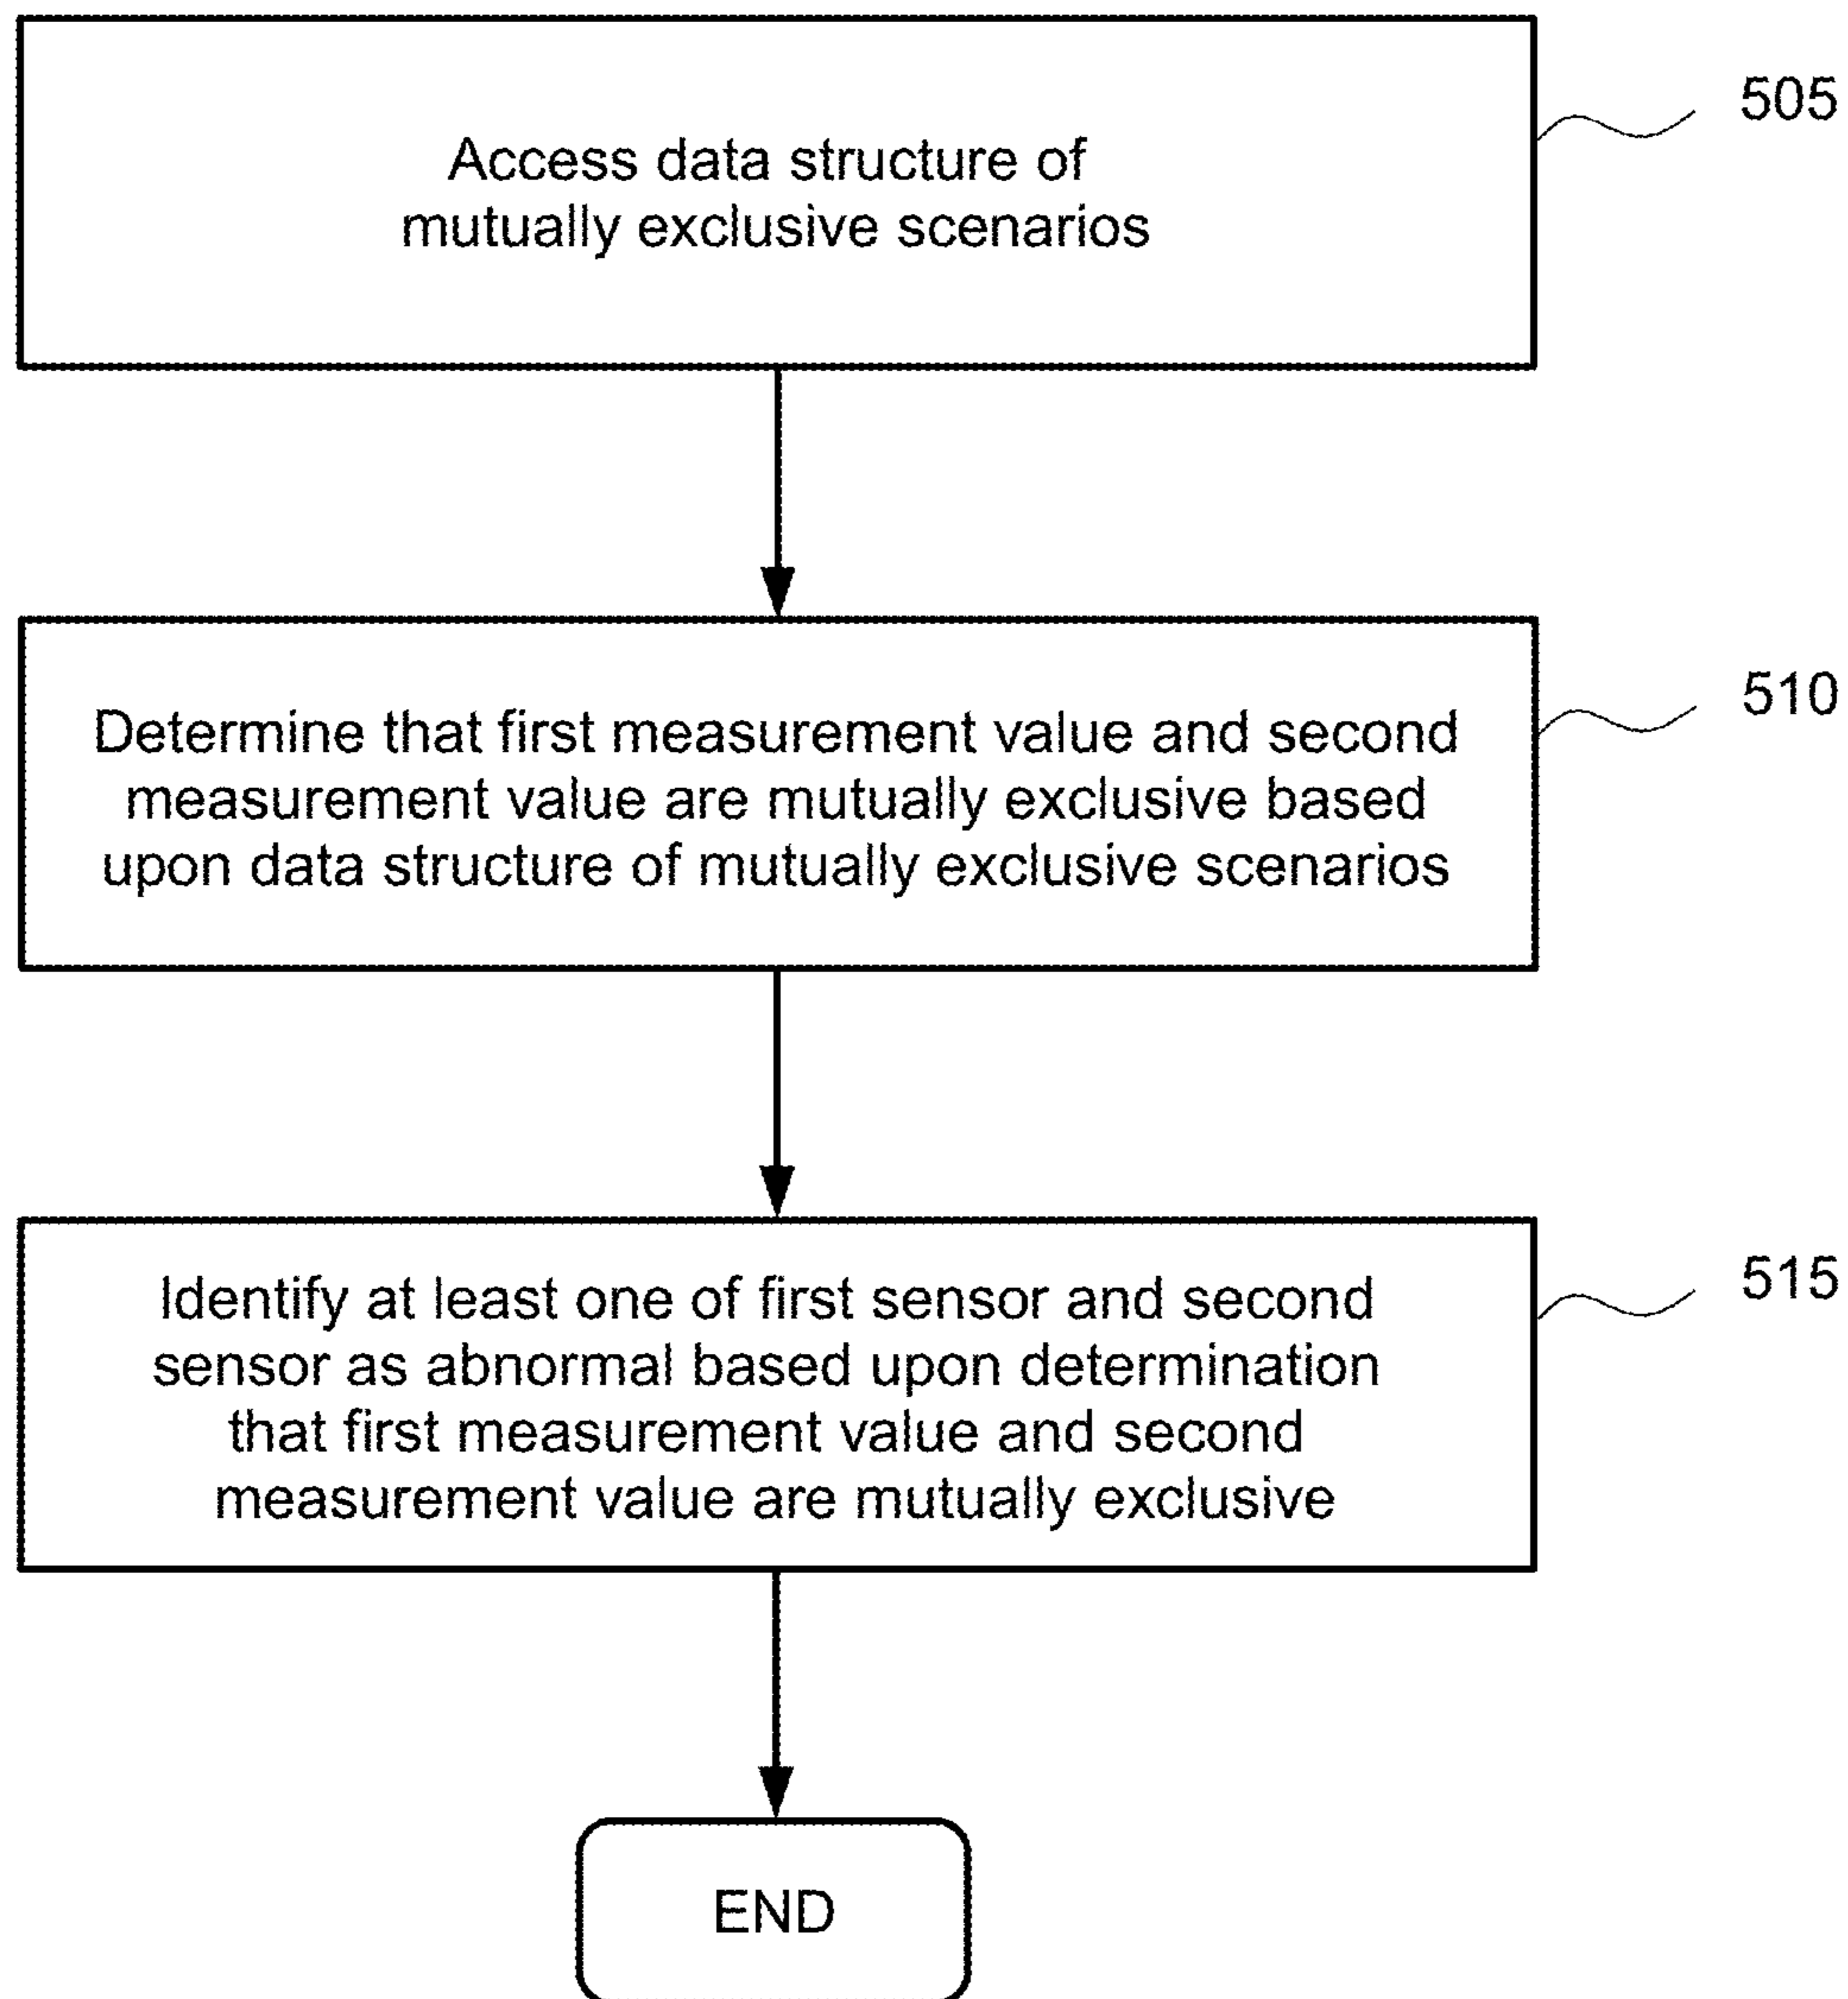 Access data structure of
mutually exclusive scenarios
505
Determine that first measurement value and second
measurement value are mutually exclusive based
upon data structure of mutually exclusive scenarios
510
Identify at least one of first sensor and second
sensor as abnormal based upon determination
that first measurement value and second
measurement value are mutually exclusive
515
END